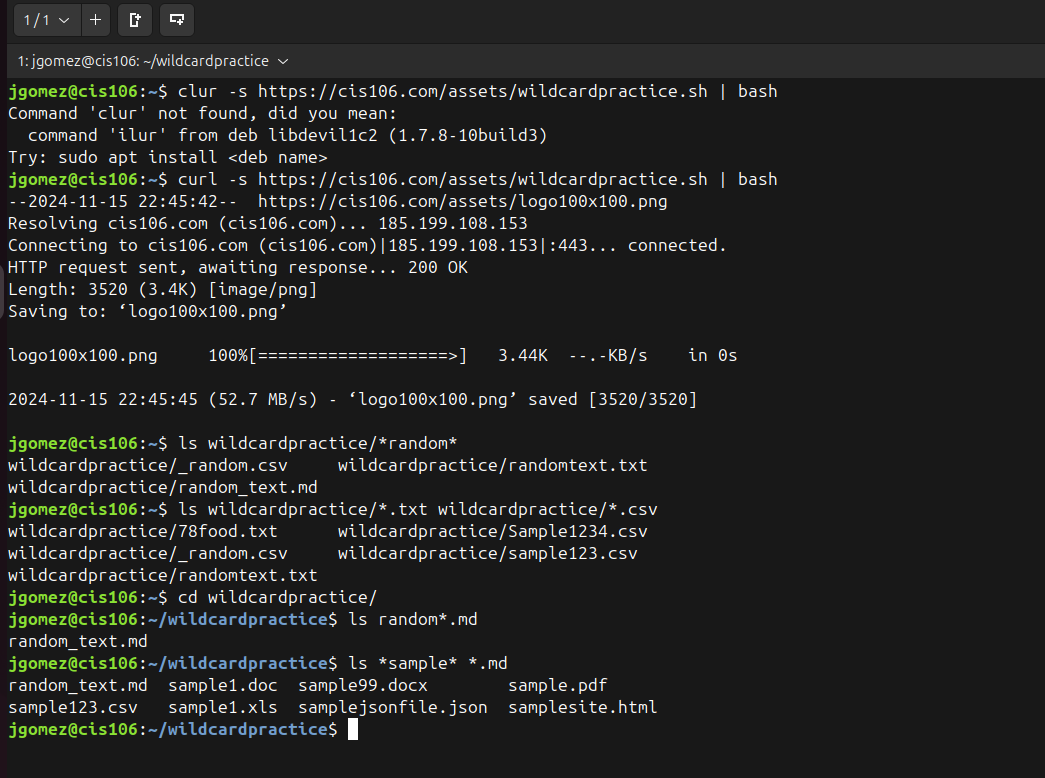 1/1
1: jgomez@cis106: ~/wildcardpractice
jgomez@cis106:~$ clur -s https://cis106.com/assets/wildcardpractice.sh | bash
Command 'clur' not found, did you mean:
  command 'ilur' from deb libdevil1c2 (1.7.8-10build3)
Try: sudo apt install <deb name>
jgomez@cis106:~$ curl -s https://cis106.com/assets/wildcardpractice.sh | bash
--2024-11-15 22:45:42--  https://cis106.com/assets/logo100x100.png
Resolving cis106.com (cis106.com)... 185.199.108.153
Connecting to cis106.com (cis106.com)|185.199.108.153|:443... connected.
HTTP request sent, awaiting response... 200 OK
Length: 3520 (3.4K) [image/png]
Saving to: ‘logo100x100.png’
logo100x100.png     100%[===================>]   3.44K  --.-KB/s    in 0s
2024-11-15 22:45:45 (52.7 MB/s) - ‘logo100x100.png’ saved [3520/3520]
jgomez@cis106:~$ ls wildcardpractice/*random*
wildcardpractice/_random.csv     wildcardpractice/randomtext.txt
wildcardpractice/random_text.md
jgomez@cis106:~$ ls wildcardpractice/*.txt wildcardpractice/*.csv
wildcardpractice/78food.txt      wildcardpractice/Sample1234.csv
wildcardpractice/_random.csv     wildcardpractice/sample123.csv
wildcardpractice/randomtext.txt
jgomez@cis106:~$ cd wildcardpractice/
jgomez@cis106:~/wildcardpractice$ ls random*.md
random_text.md
jgomez@cis106:~/wildcardpractice$ ls *sample* *.md
random_text.md  sample1.doc  sample99.docx        sample.pdf
sample123.csv   sample1.xls  samplejsonfile.json  samplesite.html
jgomez@cis106:~/wildcardpractice$